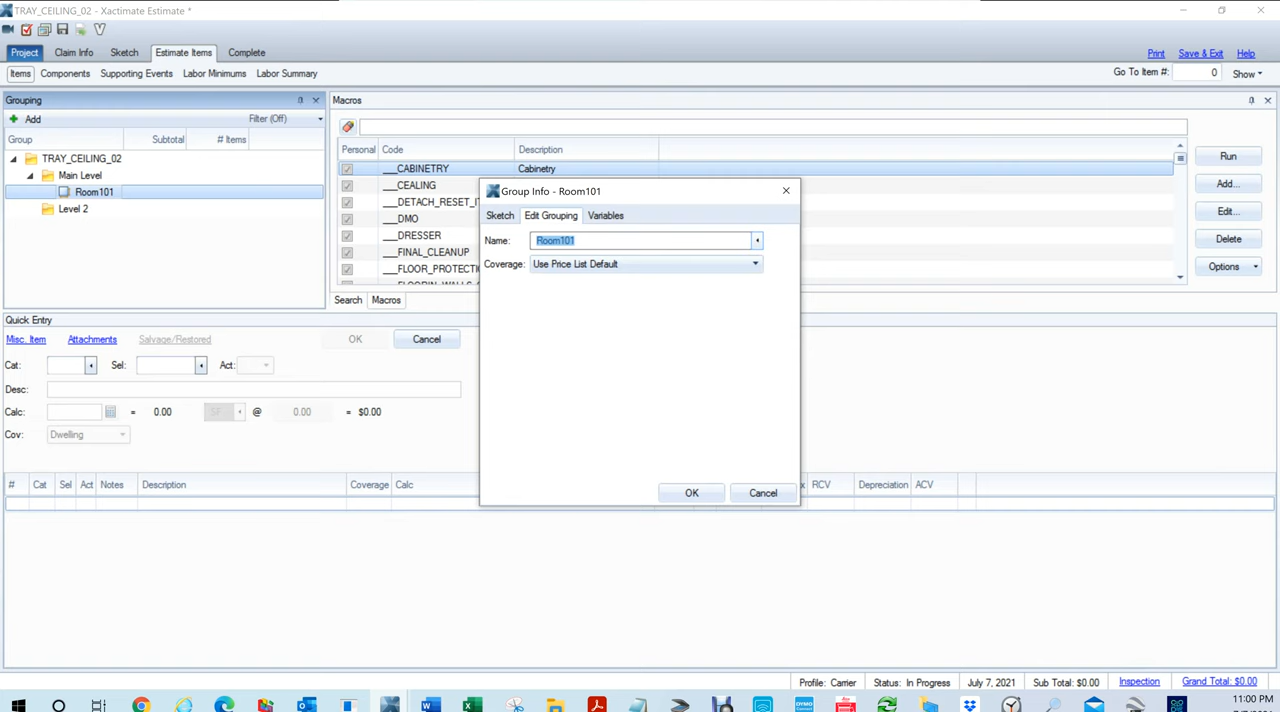 TRAY_CEILING_02 - Xactimate Estimate *
Project Claim Info Sketch Estimate Items Complete
Print Save & Exit Help
Items Components Supporting Events Labor Minimums Labor Summary
Go To Item #: 0 Show
Grouping
Add Filter (Off)
Group Subtotal # Items
TRAY_CEILING_02
Main Level
Room101
Level 2
Macros
Personal Code Description
___CABINETRY Cabinetry
___CEALING
___DETACH_RESET_I
___DMO
___DRESSER
___FINAL_CLEANUP
___FLOOR_PROTECTI
Run
Add...
Edit...
Delete
Options
Search Macros
Group Info - Room101
Sketch Edit Grouping Variables
Name: Room101
Coverage: Use Price List Default
OK Cancel
Quick Entry
Misc. Item Attachments Salvage/Restored OK Cancel
Cat: Sel: Act:
Desc:
Calc: = 0.00 SF @ 0.00 = $0.00
Cov: Dwelling
# Cat Sel Act Notes Description Coverage Calc x RCV Depreciation ACV
Profile: Carrier Status: In Progress July 7, 2021 Sub Total: $0.00 Inspection Grand Total: $0.00
11:00 PM